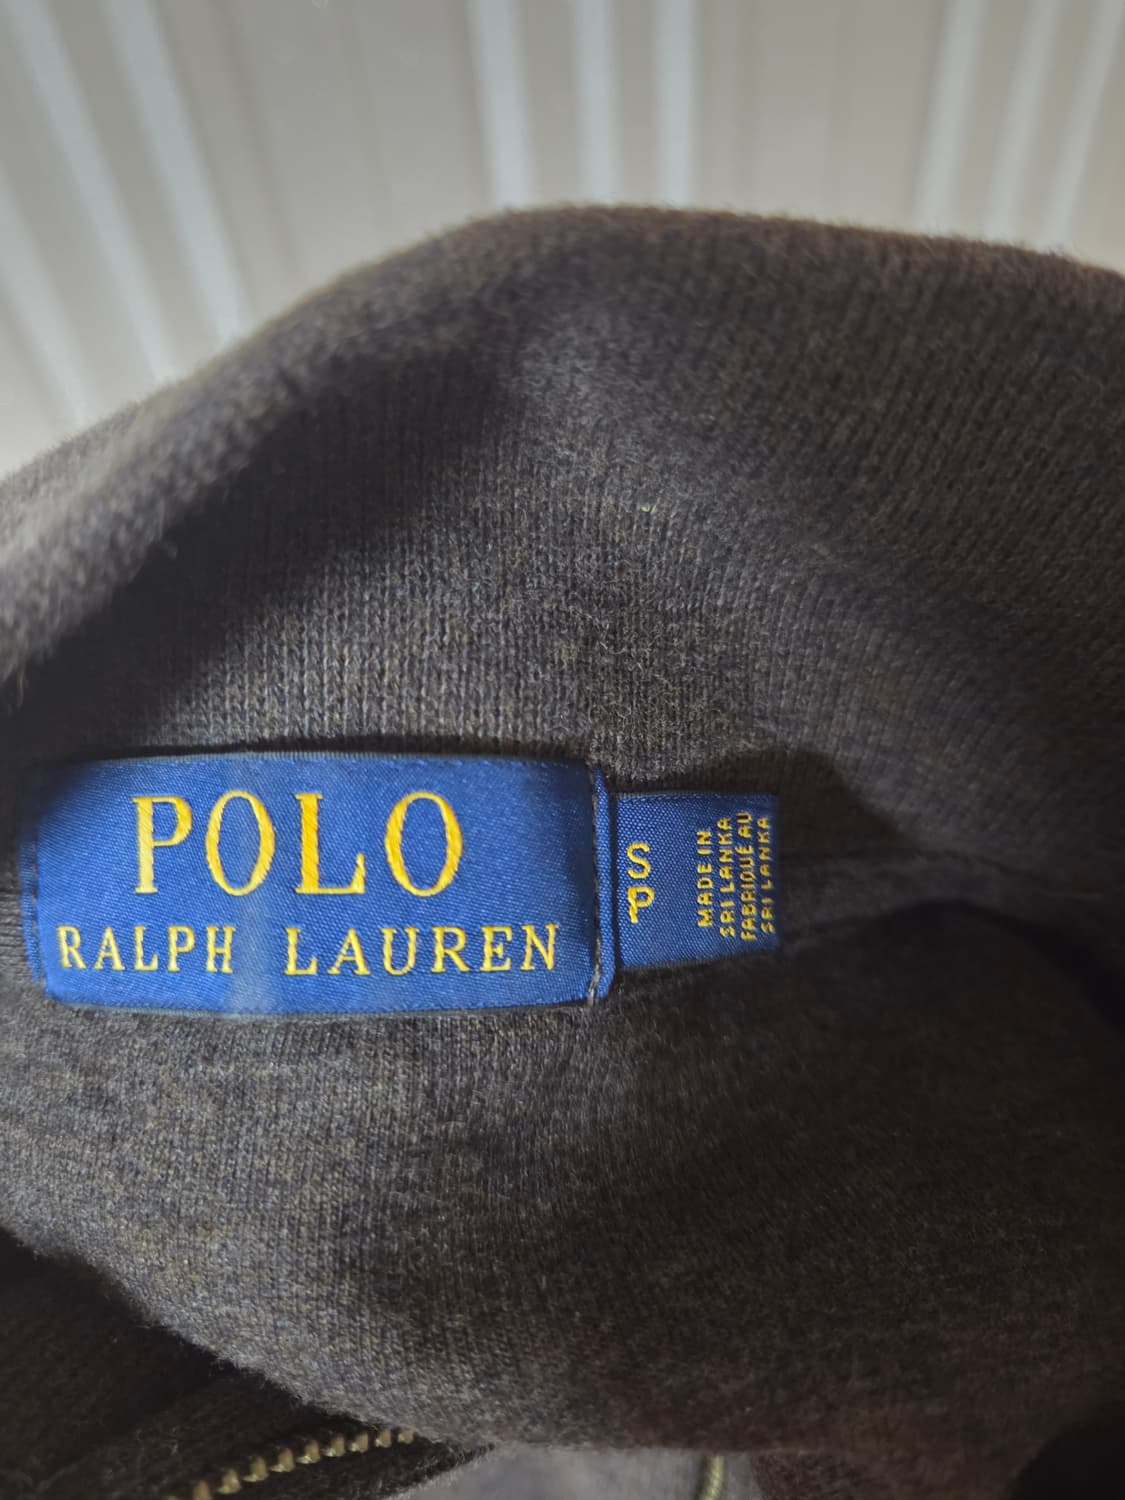 POLO
RALPH LAUREN
S
P
MADE IN
SRI LANKA
FABRIQUÉ AU
SRI LANKA